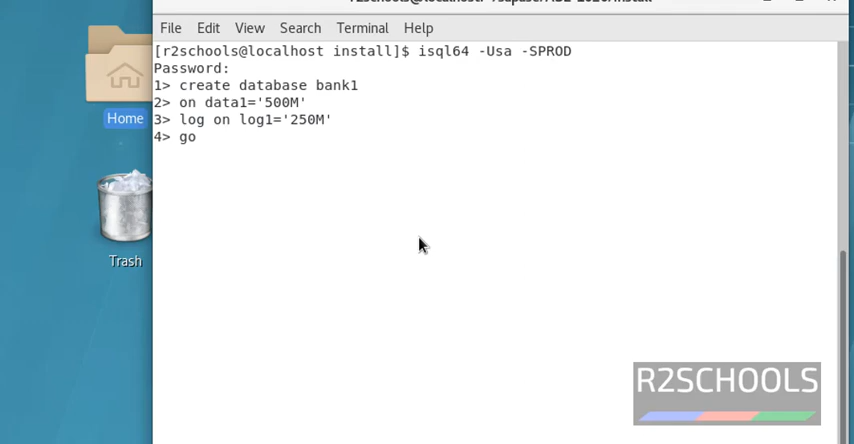 File Edit View Search Terminal Help
[r2schools@localhost install]$ isql64 -Usa -SPROD
Password:
1> create database bank1
2> on data1='500M'
3> log on log1='250M'
4> go
Home
Trash
R2SCHOOLS